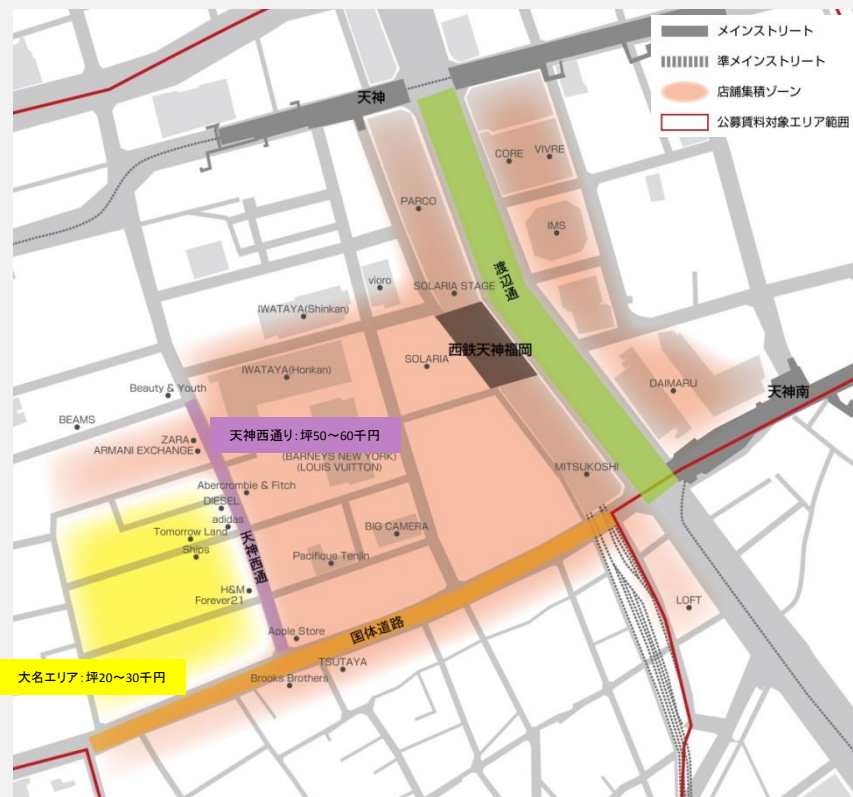 メインストリート
準メインストリート
店舗集積ゾーン
公募賃料対象エリア範囲
天神
CORE
VIVRE
PARCO
IMS
渡辺通
vioro
SOLARIA STAGE
IWATAYA(Shinkan)
西鉄天神福岡
SOLARIA
IWATAYA(Honkan)
DAIMARU
天神南
Beauty & Youth
BEAMS
天神西通り:坪50～60千円
ZARA
ARMANI EXCHANGE
(BARNEYS NEW YORK)
(LOUIS VUITTON)
MITSUKOSHI
Abercrombie & Fitch
DIESEL
adidas
Tomorrow Land
Ships
BIG CAMERA
Pacifique Tenjin
天神西通
H&M
Forever21
LOFT
国体道路
Apple Store
TSUTAYA
Brooks Brothers
大名エリア:坪20～30千円